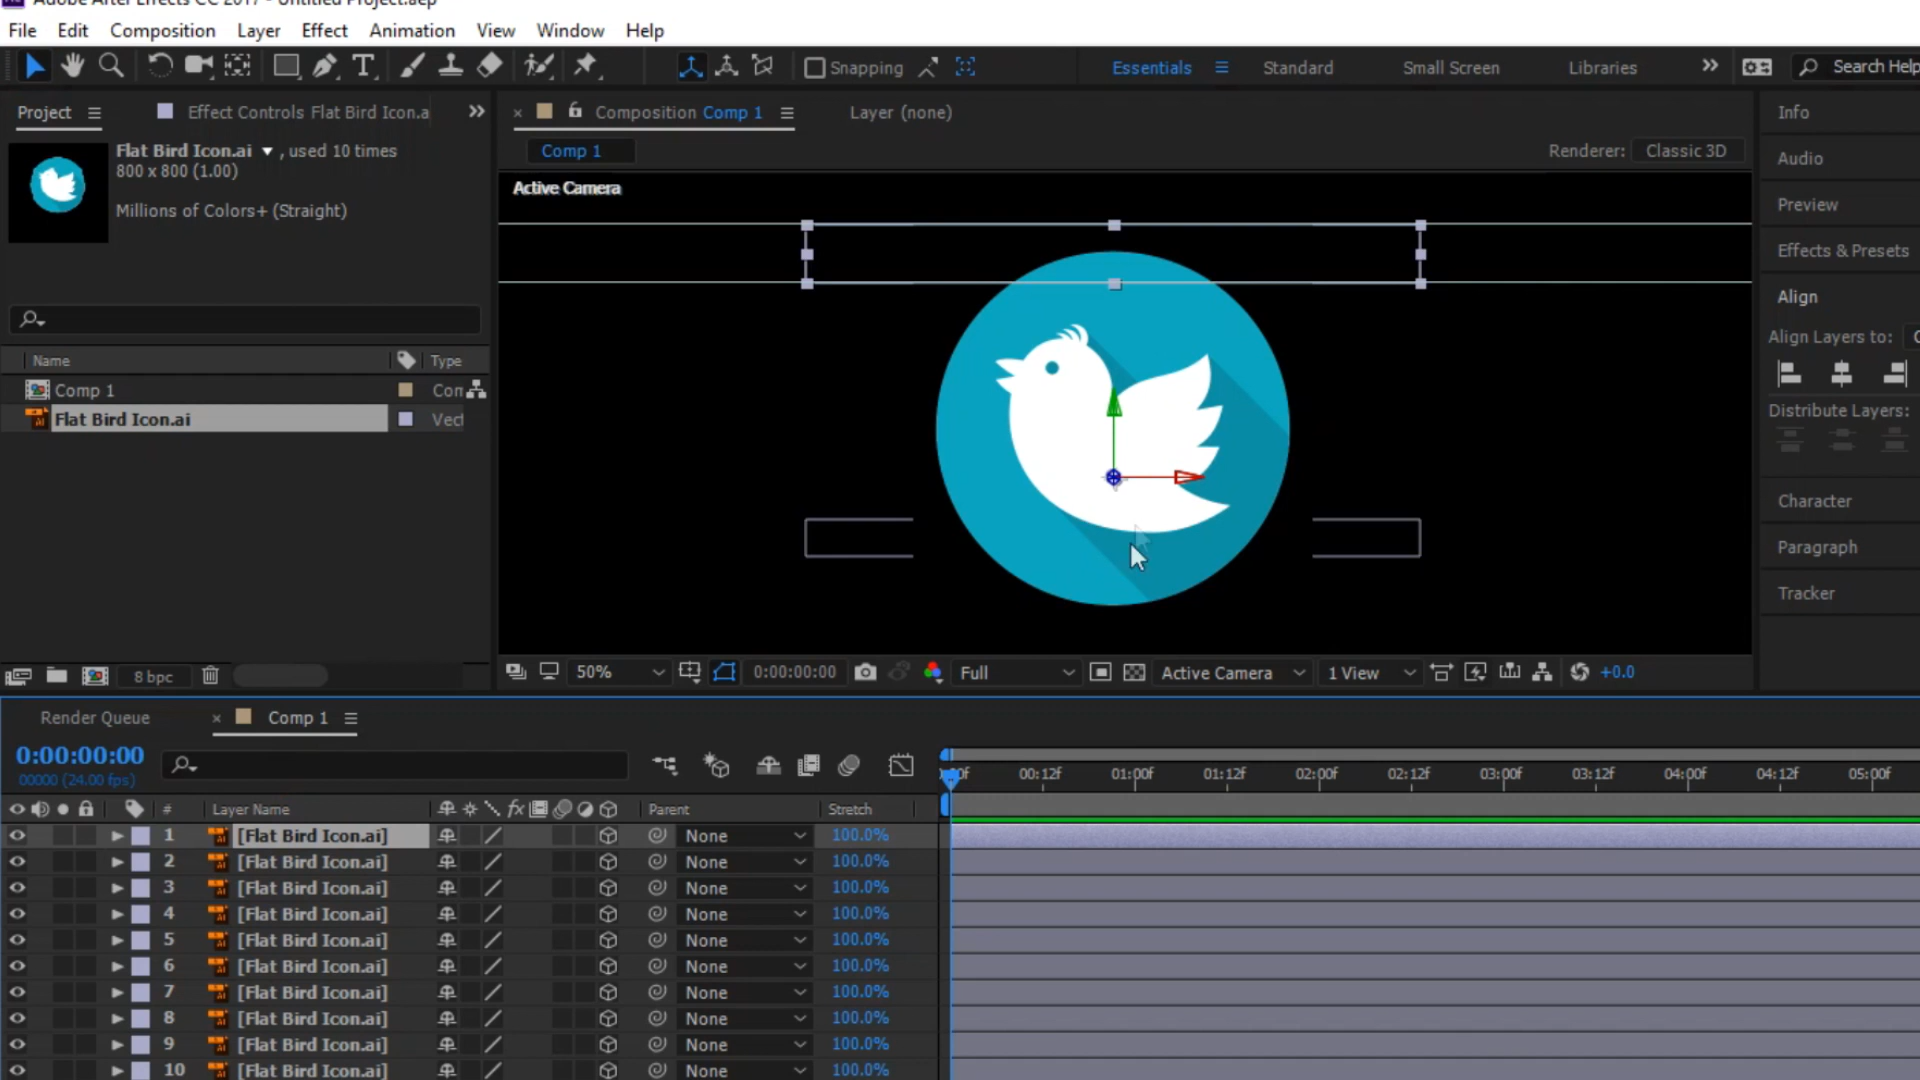 Adobe After Effects CC 2017 - Untitled Project.aep
File Edit Composition Layer Effect Animation View Window Help
Snapping Essentials Standard Small Screen Libraries Search Help
Project Effect Controls Flat Bird Icon.a
Flat Bird Icon.ai , used 10 times
800 x 800 (1.00)
Millions of Colors+ (Straight)
Name Type
Comp 1 Con
Flat Bird Icon.ai Vect
8 bpc
Composition Comp 1 Layer (none)
Comp 1 Renderer: Classic 3D
Active Camera
50% 0:00:00:00 Full Active Camera 1 View +0.0
Info
Audio
Preview
Effects & Presets
Align
Align Layers to:
Distribute Layers:
Character
Paragraph
Tracker
Render Queue Comp 1
0:00:00:00
00000 (24.00 fps)
00f 00:12f 01:00f 01:12f 02:00f 02:12f 03:00f 03:12f 04:00f 04:12f 05:00f
# Layer Name fx Parent Stretch
1 [Flat Bird Icon.ai] None 100.0%
2 [Flat Bird Icon.ai] None 100.0%
3 [Flat Bird Icon.ai] None 100.0%
4 [Flat Bird Icon.ai] None 100.0%
5 [Flat Bird Icon.ai] None 100.0%
6 [Flat Bird Icon.ai] None 100.0%
7 [Flat Bird Icon.ai] None 100.0%
8 [Flat Bird Icon.ai] None 100.0%
9 [Flat Bird Icon.ai] None 100.0%
10 [Flat Bird Icon.ai] None 100.0%